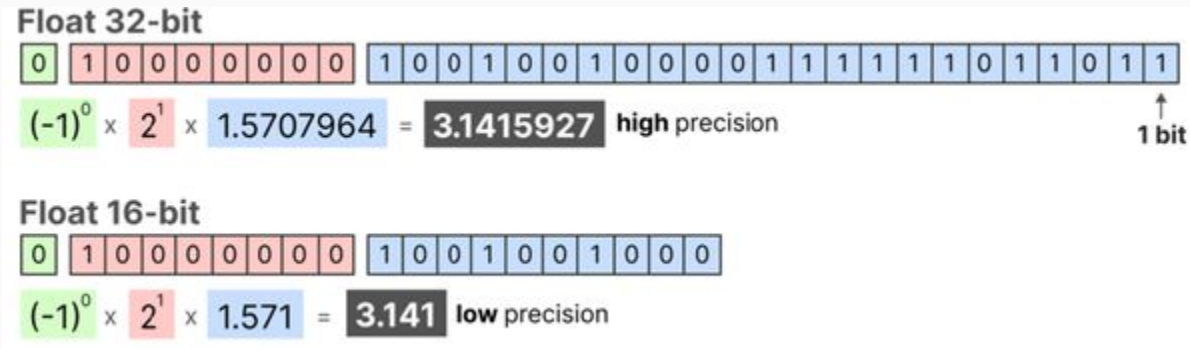 Float 32-bit
0 1 0 0 0 0 0 0 0 1 0 0 1 0 0 1 0 0 0 0 1 1 1 1 1 1 0 1 1 0 1 1
(-1)⁰ x 2¹ x 1.5707964 = 3.1415927 high precision
1 bit
Float 16-bit
0 1 0 0 0 0 0 0 0 1 0 0 1 0 0 1 0 0 0
(-1)⁰ x 2¹ x 1.571 = 3.141 low precision